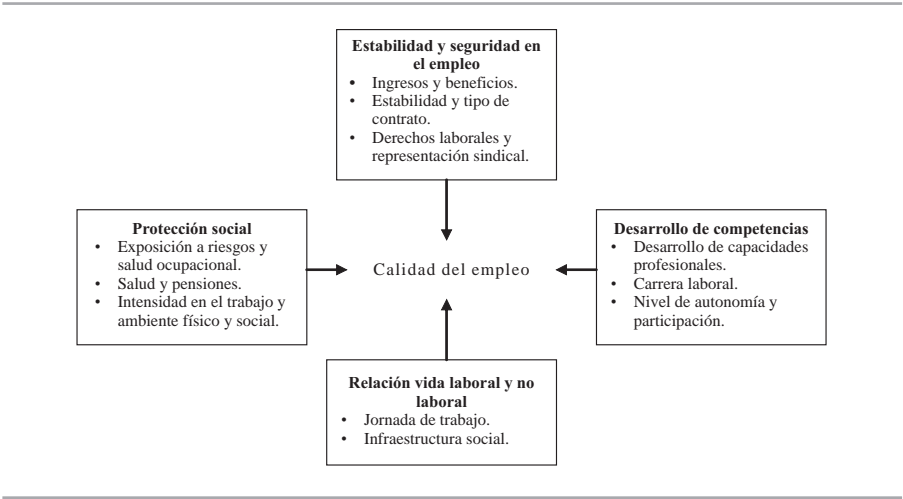 Estabilidad y seguridad en
el empleo
• Ingresos y beneficios.
• Estabilidad y tipo de
contrato.
• Derechos laborales y
representación sindical.
Protección social
• Exposición a riesgos y
salud ocupacional.
• Salud y pensiones.
• Intensidad en el trabajo y
ambiente físico y social.
Calidad del empleo
Desarrollo de competencias
• Desarrollo de capacidades
profesionales.
• Carrera laboral.
• Nivel de autonomía y
participación.
Relación vida laboral y no
laboral
• Jornada de trabajo.
• Infraestructura social.